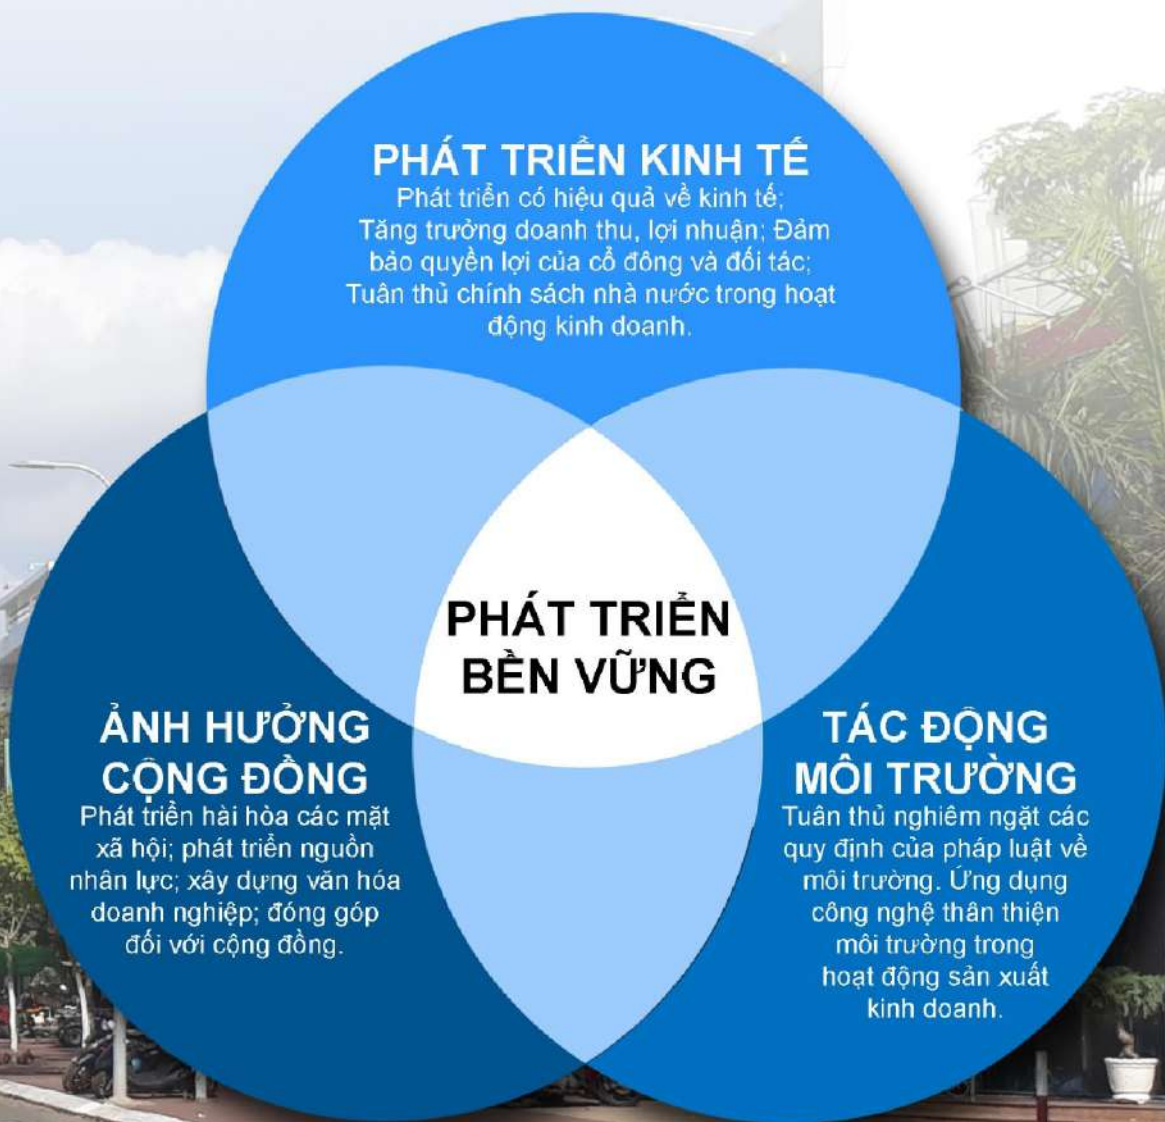 PHÁT TRIỂN KINH TẾ
Phát triển có hiệu quả về kinh tế;
Tăng trưởng doanh thu, lợi nhuận; Đảm
bảo quyền lợi của cổ đông và đối tác;
Tuân thủ chính sách nhà nước trong hoạt
động kinh doanh.
PHÁT TRIỂN
BỀN VỮNG
ẢNH HƯỞNG
CỘNG ĐỒNG
Phát triển hài hòa các mặt
xã hội; phát triển nguồn
nhân lực; xây dựng văn hóa
doanh nghiệp; đóng góp
đối với cộng đồng.
TÁC ĐỘNG
MÔI TRƯỜNG
Tuân thủ nghiêm ngặt các
quy định của pháp luật về
môi trường. Ứng dụng
công nghệ thân thiện
môi trường trong
hoạt động sản xuất
kinh doanh.